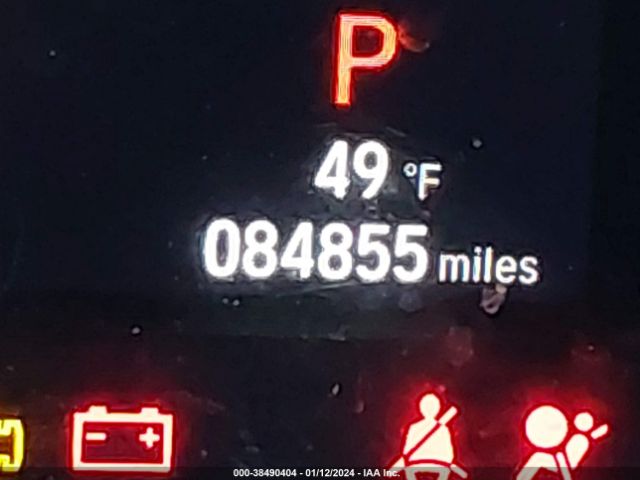 P
49 °F
084855 miles
000-38490404 - 01/12/2024 - IAA Inc.